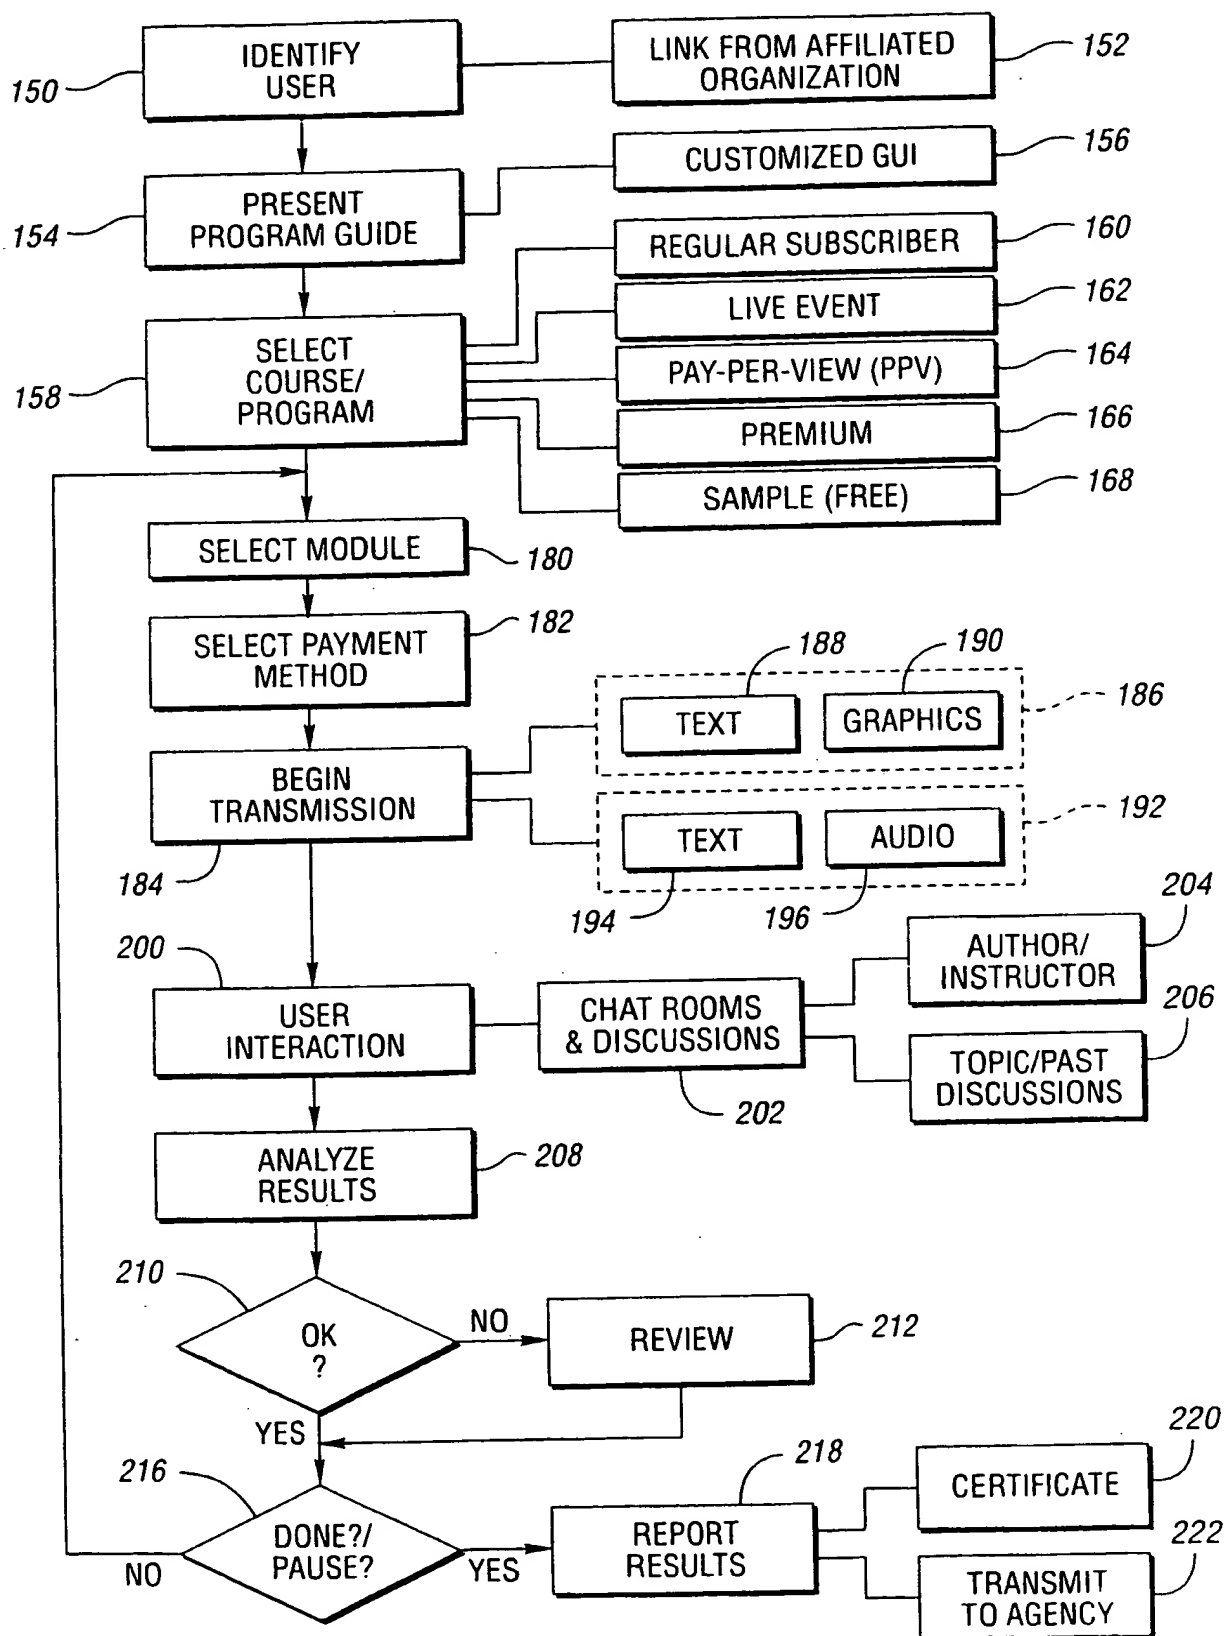 IDENTIFY
USER
150
LINK FROM AFFILIATED
ORGANIZATION
152
PRESENT
PROGRAM GUIDE
154
CUSTOMIZED GUI
156
SELECT
COURSE/
PROGRAM
158
REGULAR SUBSCRIBER
160
LIVE EVENT
162
PAY-PER-VIEW (PPV)
164
PREMIUM
166
SAMPLE (FREE)
168
SELECT MODULE
180
SELECT PAYMENT
METHOD
182
BEGIN
TRANSMISSION
184
188
TEXT
190
GRAPHICS
186
TEXT
194
AUDIO
196
192
200
USER
INTERACTION
CHAT ROOMS
& DISCUSSIONS
202
AUTHOR/
INSTRUCTOR
204
TOPIC/PAST
DISCUSSIONS
206
ANALYZE
RESULTS
208
210
OK
?
NO
REVIEW
212
YES
216
DONE?/
PAUSE?
NO
YES
218
REPORT
RESULTS
CERTIFICATE
220
TRANSMIT
TO AGENCY
222